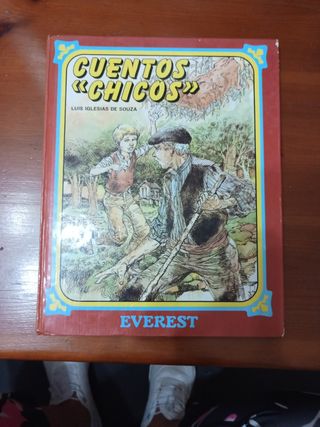 CUENTOS
«CHICOS»
LUIS IGLESIAS DE SOUZA
EVEREST